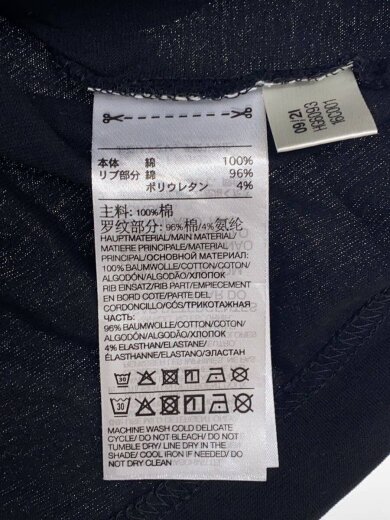 本体 綿 100%
リブ部分 綿 96%
ポリウレタン 4%
主料: 100%棉
罗纹部分: 96%棉/4%氨纶
HAUPTMATERIAL/MAIN MATERIAL/
MATIERE PRINCIPALE/MATERIAL
PRINCIPAL/ОСНОВНОЙ МАТЕРИАЛ:
100% BAUMWOLLE/COTTON/COTON/
ALGODÓN/ALGODÃO/ХЛОПОК
RIB EINSATZ/RIB PART/EMPIECEMENT
EN BORD COTE/PARTE DEL
CORDONCILLO/CÓS/ТРИКОТАЖНАЯ
ЧАСТЬ:
96% BAUMWOLLE/COTTON/COTON/
ALGODÓN/ALGODÃO/ХЛОПОК
4% ELASTHAN/ELASTANE/
ÉLASTHANNE/ELASTANO/ЭЛАСТАН
30
MACHINE WASH COLD DELICATE
CYCLE/ DO NOT BLEACH/ DO NOT
TUMBLE DRY/ LINE DRY IN THE
SHADE/ COOL IRON IF NEEDED/ DO
NOT DRY CLEAN
09/21